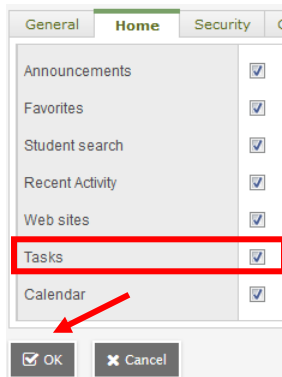 General Home Security
Announcements
Favorites
Student search
Recent Activity
Web sites
Tasks
Calendar
OK Cancel